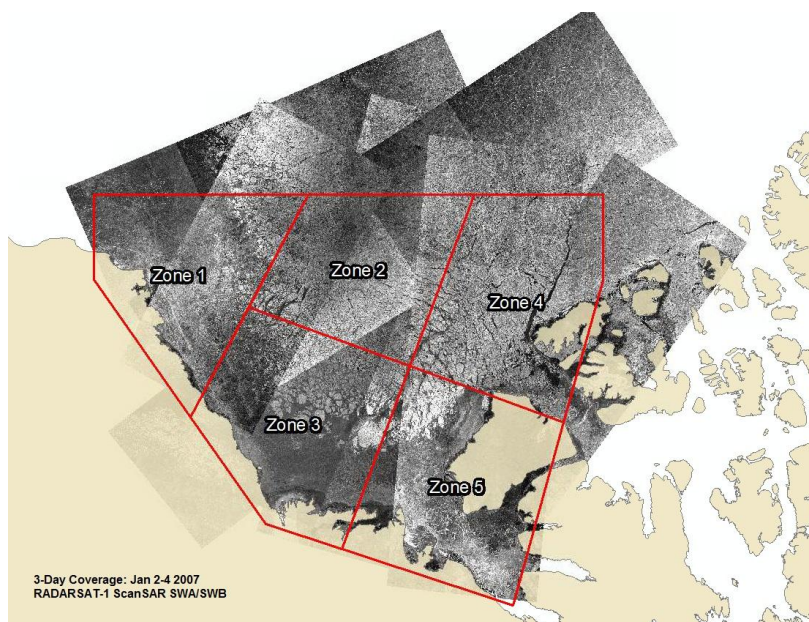 Zone 1
Zone 2
Zone 4
Zone 3
Zone 5
3-Day Coverage: Jan 2-4 2007
RADARSAT-1 ScanSAR SWA/SWB